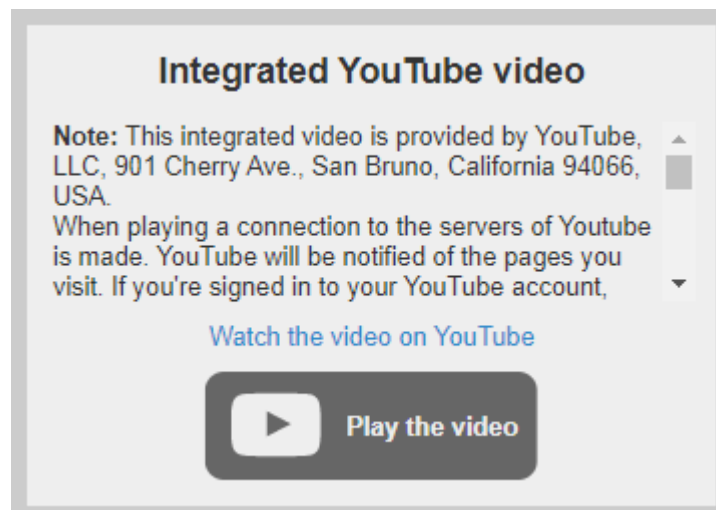 Integrated YouTube video
Note: This integrated video is provided by YouTube,
LLC, 901 Cherry Ave., San Bruno, California 94066,
USA.
When playing a connection to the servers of Youtube
is made. YouTube will be notified of the pages you
visit. If you're signed in to your YouTube account,
Watch the video on YouTube
Play the video